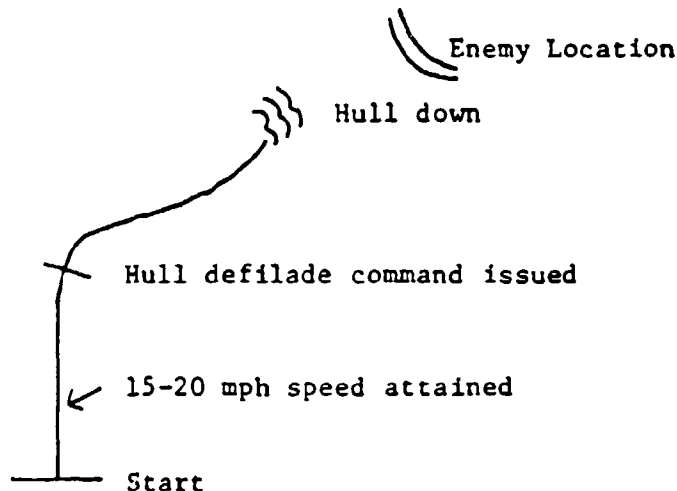 Enemy Location
Hull down
Hull defilade command issued
15-20 mph speed attained
Start